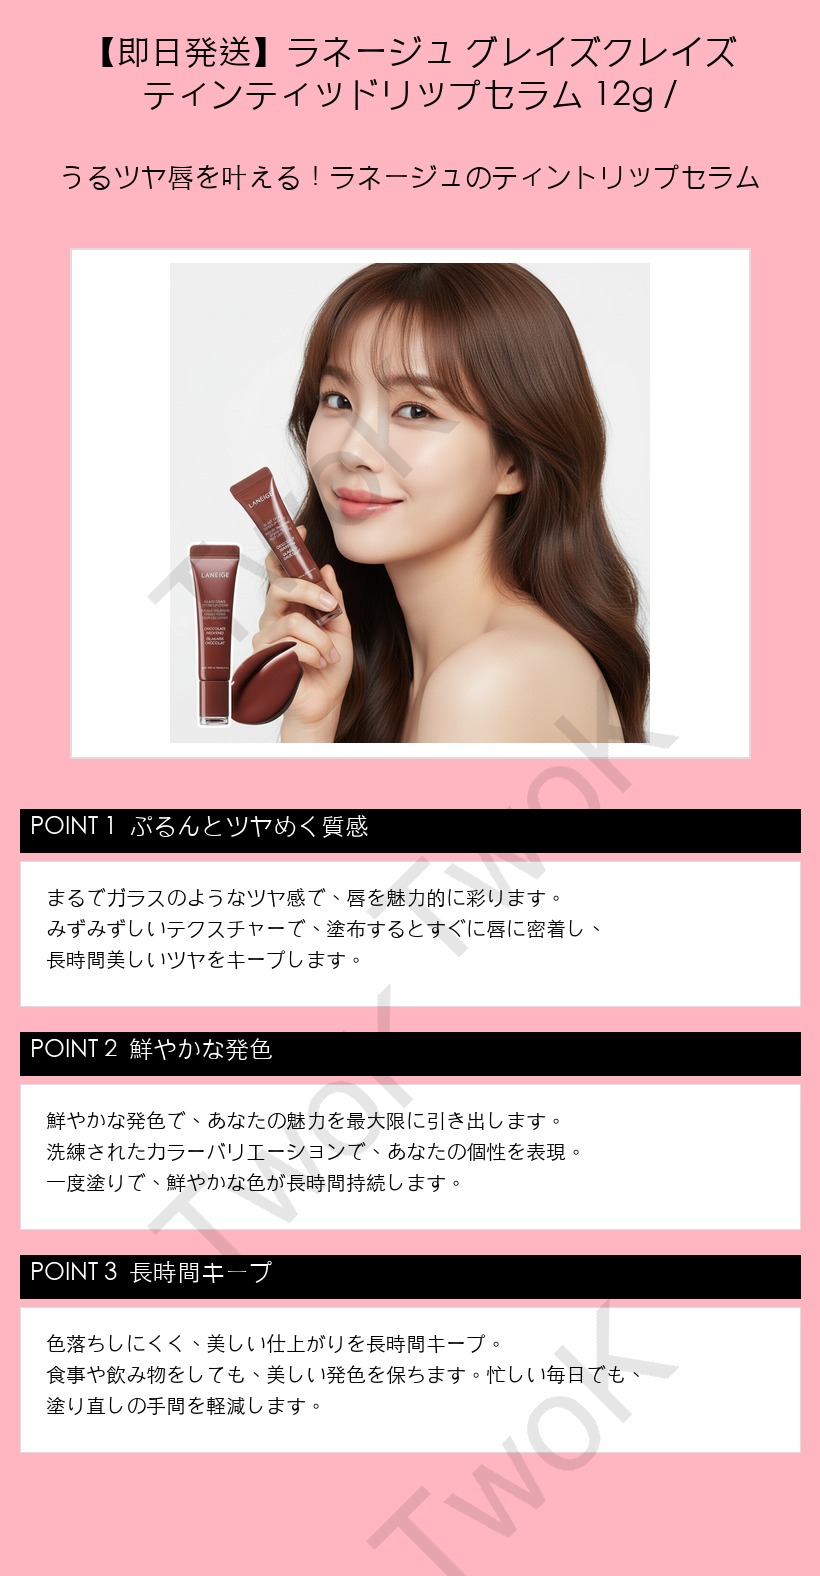 【即日発送】ラネージュ グレイズクレイズ
ティンティッドリップセラム 12g /
うるツヤ唇を叶える！ラネージュのティントリップセラム
LANEIGE
LANEIGE
CHOCOLATE
CHOCOLAT
TwoK
POINT 1 ぷるんとツヤめく質感
まるでガラスのようなツヤ感で、唇を魅力的に彩ります。
みずみずしいテクスチャーで、塗布するとすぐに唇に密着し、
長時間美しいツヤをキープします。
TwoK
POINT 2 鮮やかな発色
鮮やかな発色で、あなたの魅力を最大限に引き出します。
洗練されたカラーバリエーションで、あなたの個性を表現。
一度塗りで、鮮やかな色が長時間持続します。
TwoK
POINT 3 長時間キープ
色落ちしにくく、美しい仕上がりを長時間キープ。
食事や飲み物をしても、美しい発色を保ちます。忙しい毎日でも、
塗り直しの手間を軽減します。
TwoK